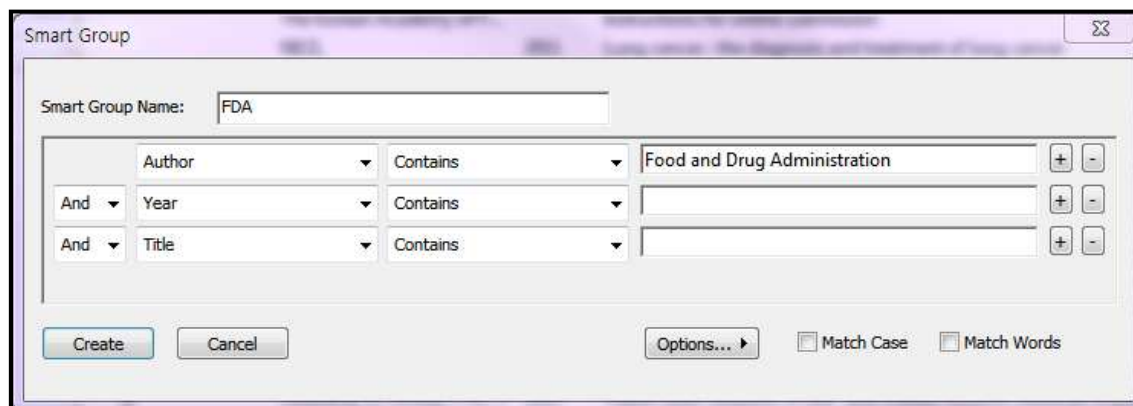 Smart Group
Smart Group Name: FDA
Author Contains Food and Drug Administration + -
And Year Contains + -
And Title Contains + -
Create Cancel Options... Match Case Match Words